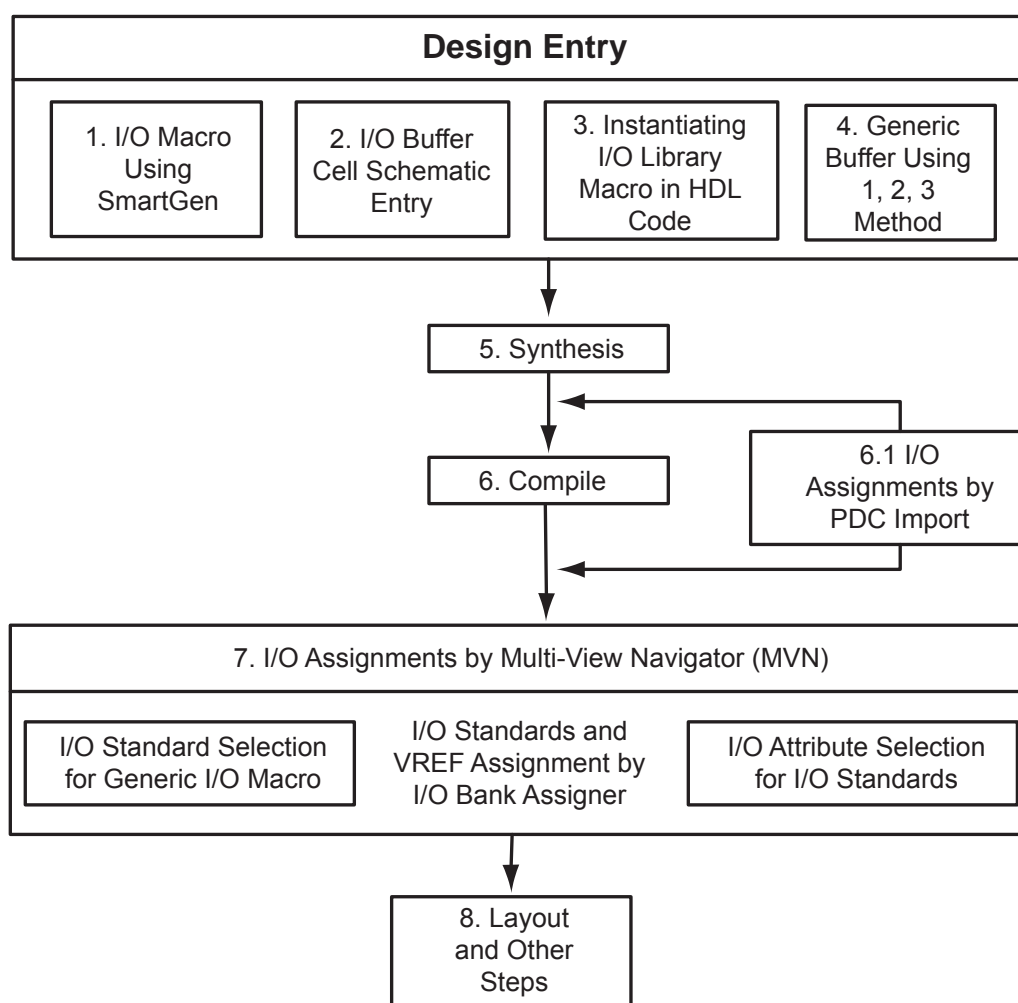 Design Entry
1. I/O Macro
Using
SmartGen
2. I/O Buffer
Cell Schematic
Entry
3. Instantiating
I/O Library
Macro in HDL
Code
4. Generic
Buffer Using
1, 2, 3
Method
5. Synthesis
6. Compile
6.1 I/O
Assignments by
PDC Import
7. I/O Assignments by Multi-View Navigator (MVN)
I/O Standard Selection
for Generic I/O Macro
I/O Standards and
VREF Assignment by
I/O Bank Assigner
I/O Attribute Selection
for I/O Standards
8. Layout
and Other
Steps